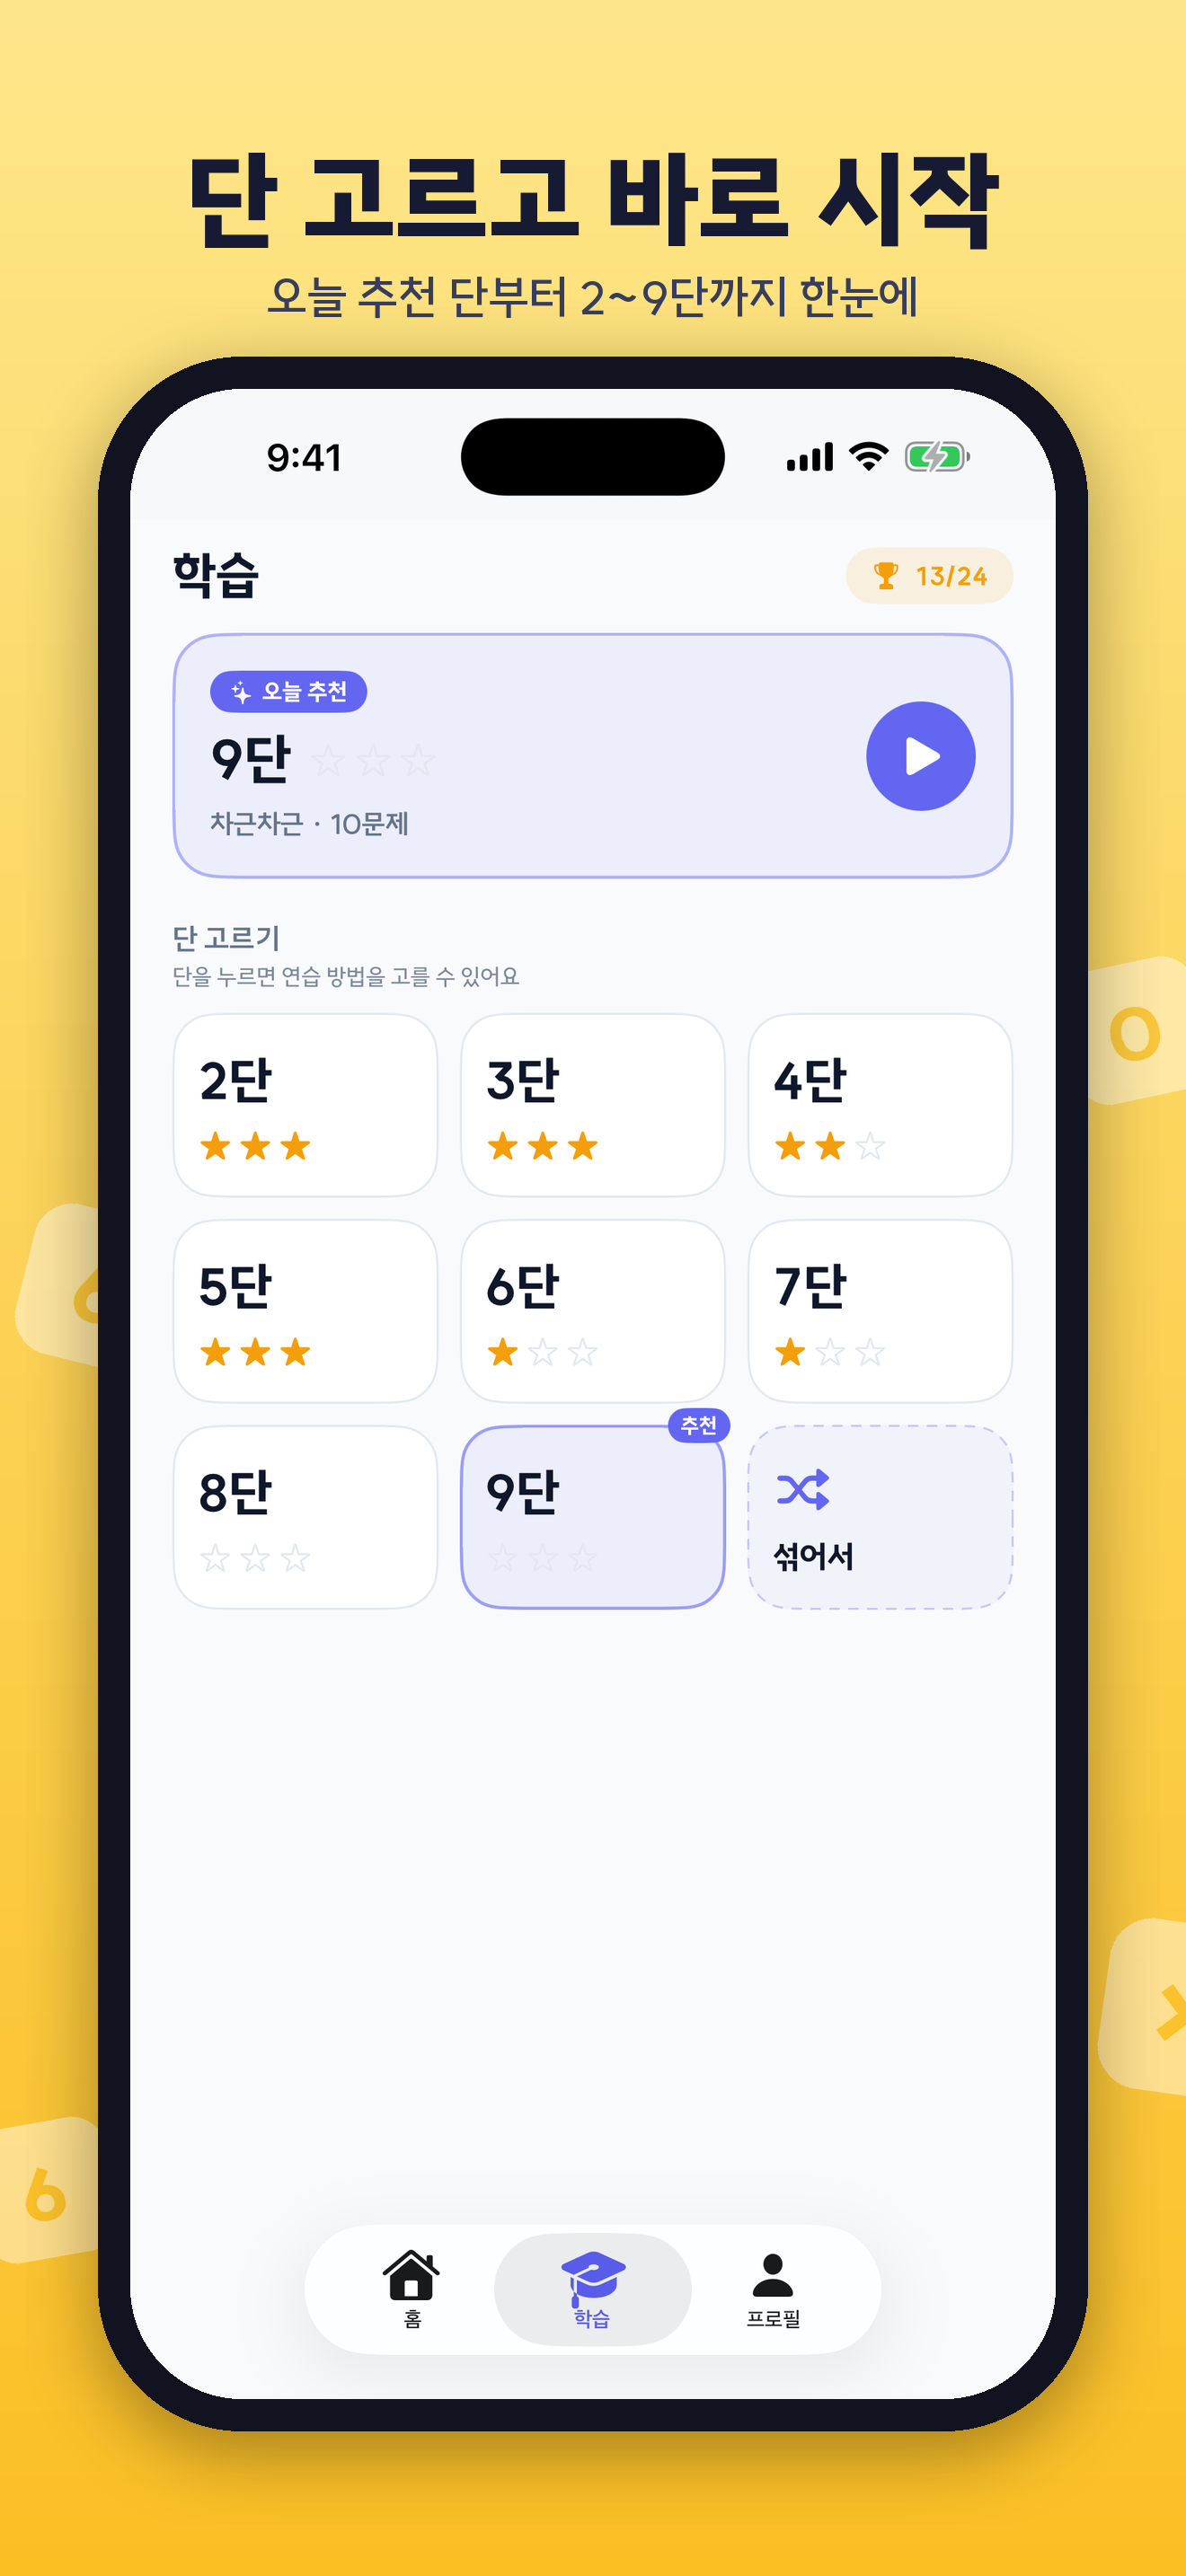 단 고르고 바로 시작
오늘 추천 단부터 2~9단까지 한눈에
9:41
학습
13/24
오늘 추천
9단
차근차근 · 10문제
단 고르기
단을 누르면 연습 방법을 고를 수 있어요
2단
3단
4단
5단
6단
7단
8단
추천
9단
섞어서
홈
학습
프로필
0
6
6